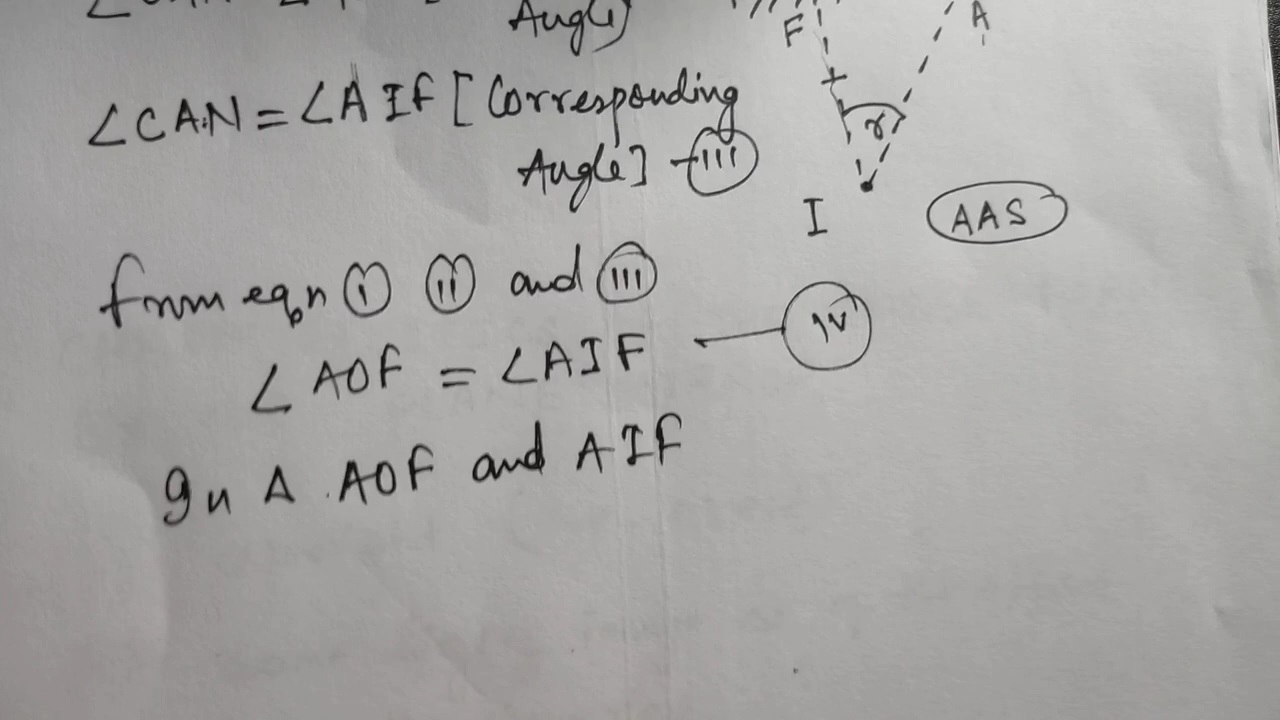 Angle)
F
A
∠CAN = ∠AIF [Corresponding
Angle] - (III)
r
I
AAS
from eqn (I) (II) and (III)
∠AOF = ∠AIF — (IV)
In Δ AOF and AIF